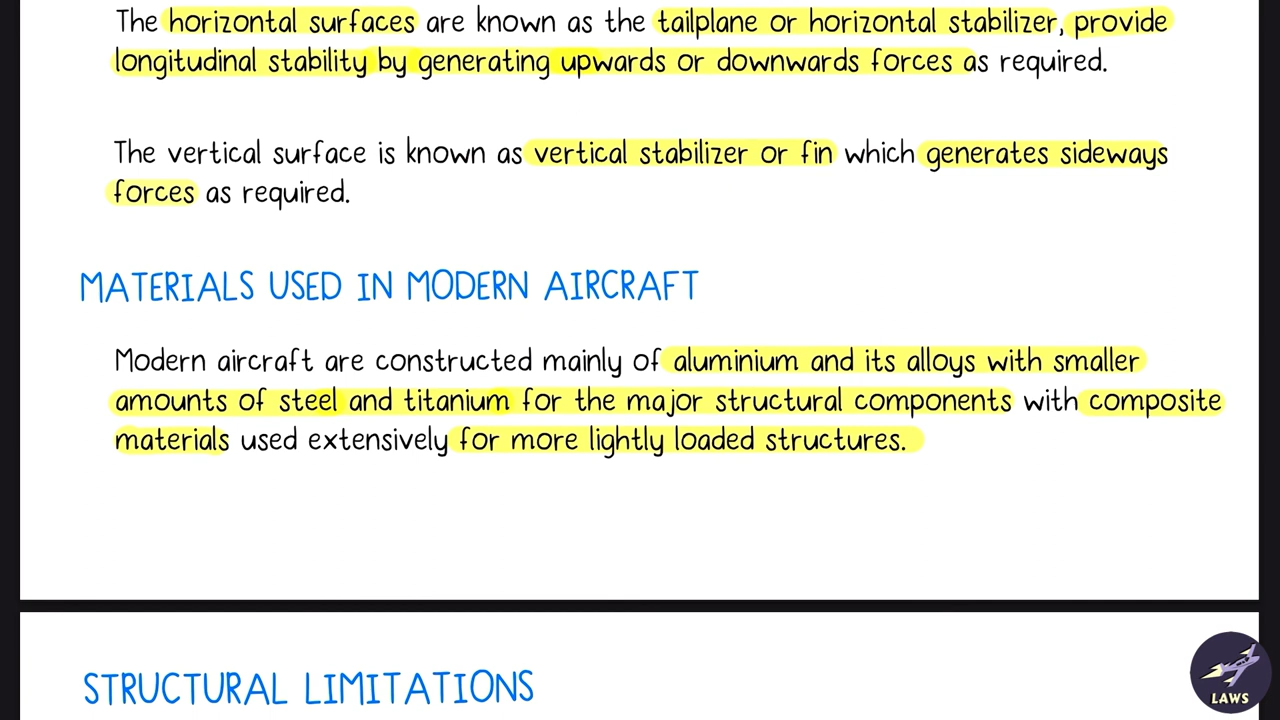 The horizontal surfaces are known as the tailplane or horizontal stabilizer, provide
longitudinal stability by generating upwards or downwards forces as required.
The vertical surface is known as vertical stabilizer or fin which generates sideways
forces as required.
MATERIALS USED IN MODERN AIRCRAFT
Modern aircraft are constructed mainly of aluminium and its alloys with smaller
amounts of steel and titanium for the major structural components with composite
materials used extensively for more lightly loaded structures.
STRUCTURAL LIMITATIONS
LAWS